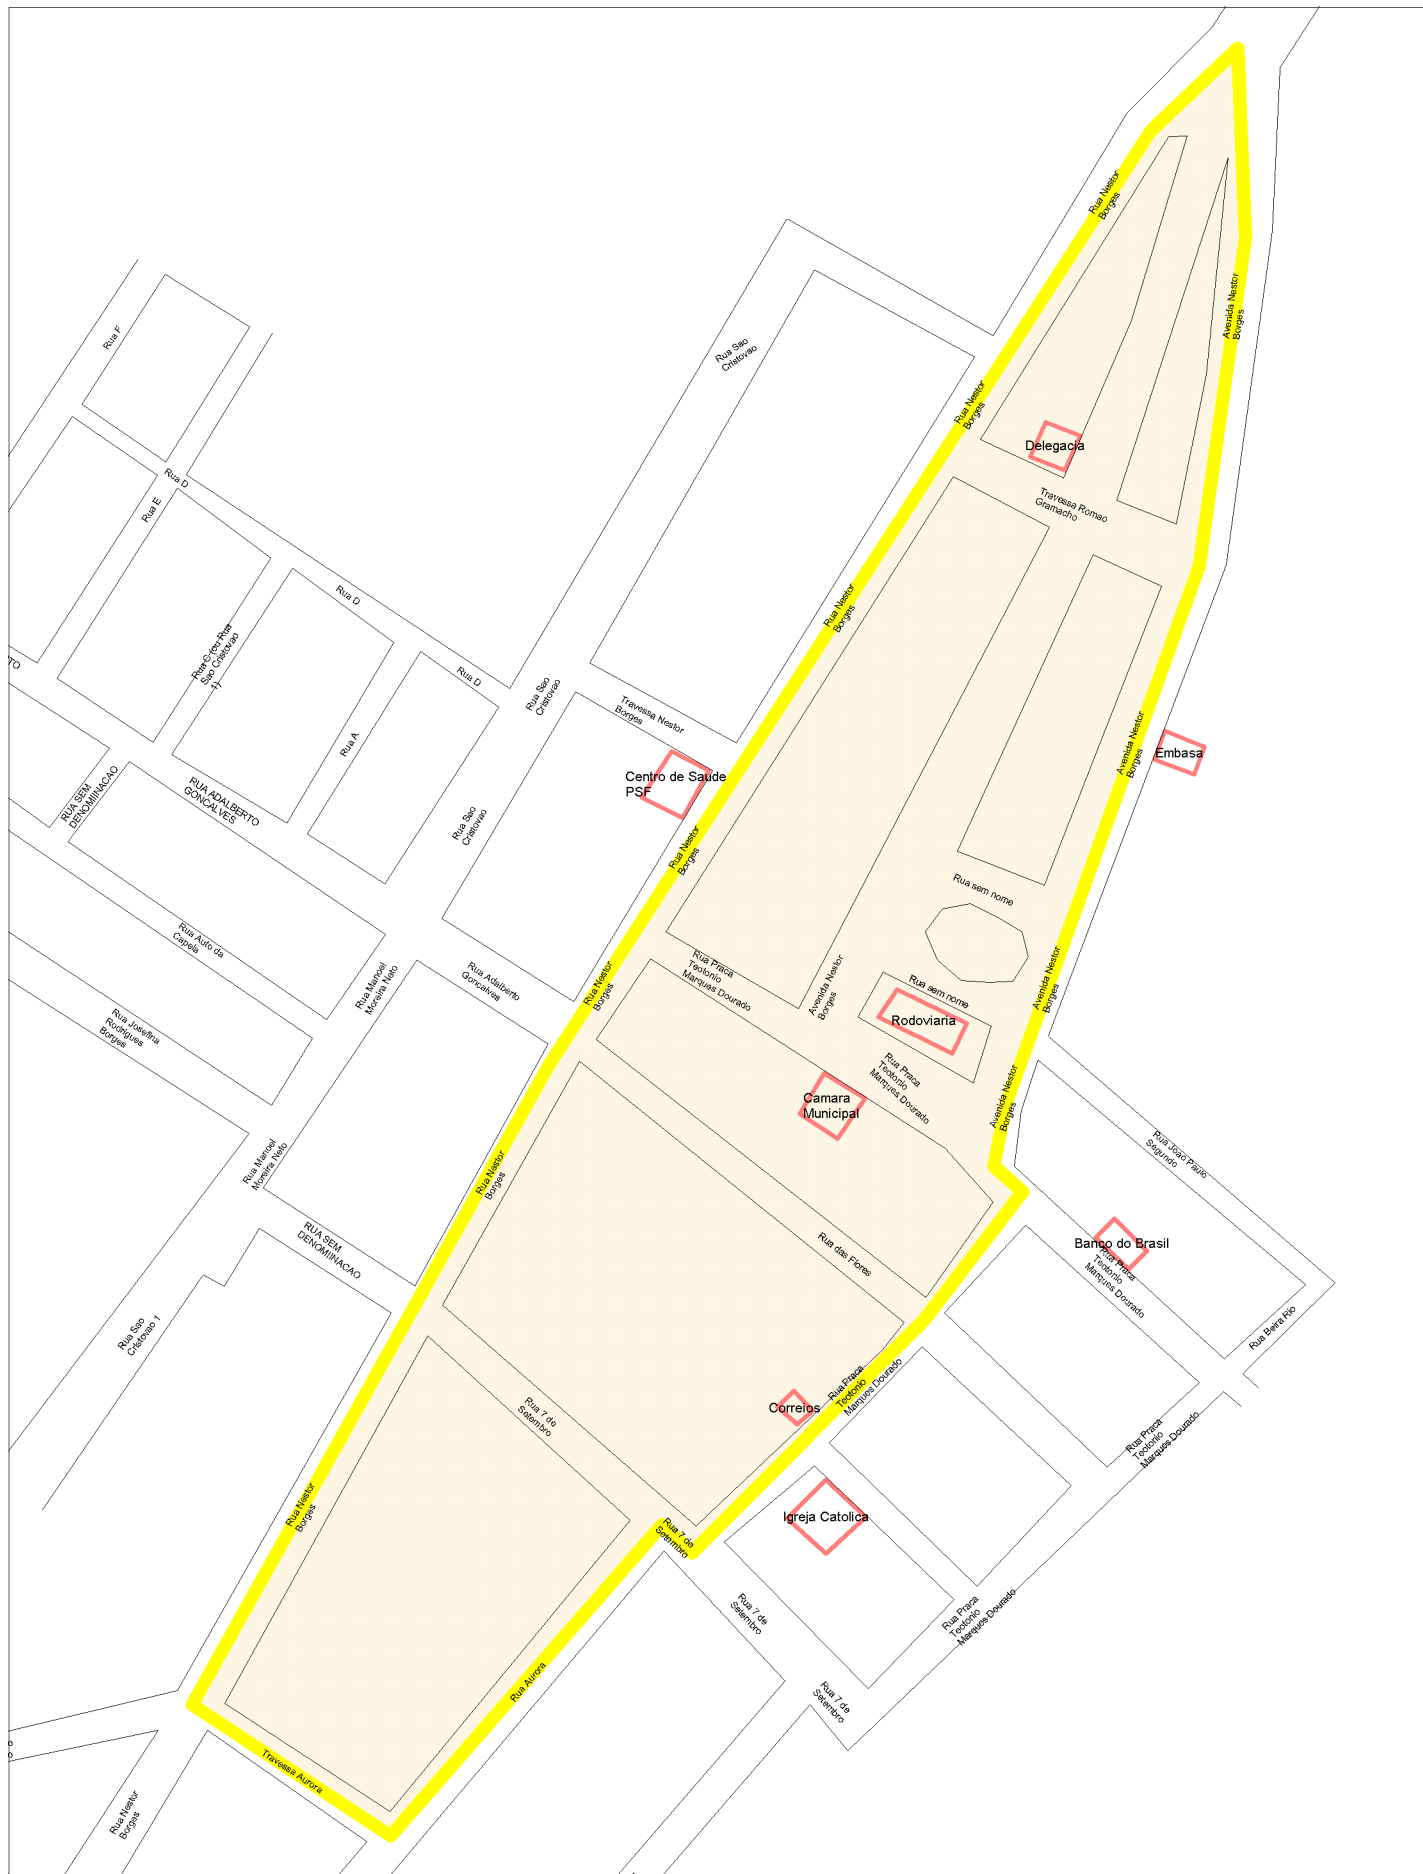 Rua Nestor
Borges
Avenida Nestor
Borges
Rua F
Rua Sao
Cristovao
Rua Nestor
Borges
Delegacia
Rua D
Rua E
Travessa Romao
Gramacho
Rua D
Rua Nestor
Borges
Rua C (ou Rua
Sao Cristovao
1)
TO
Rua D
Rua Sao
Cristovao
Travessa Nestor
Borges
Rua A
Avenida Nestor
Borges
Embasa
Centro de Saude
PSF
RUA SEM
DENOMINACAO
RUA ADALBERTO
GONCALVES
Rua Sao
Cristovao
Rua Nestor
Borges
Rua sem nome
Rua Auto da
Capela
Rua Manoel
Moreira Neto
Rua Adalberto
Goncalves
Rua Nestor
Borges
Rua Praca
Teotonio
Marques Dourado
Avenida Nestor
Borges
Rua sem nome
Rodoviaria
Avenida Nestor
Borges
Rua Josefina
Rodrigues
Borges
Rua Praca
Teotonio
Marques Dourado
Camara
Municipal
Avenida Nestor
Borges
Rua Manoel
Moreira Neto
Rua Nestor
Borges
Rua Joao Paulo
Segundo
RUA SEM
DENOMINACAO
Rua das Flores
Banco do Brasil
Rua Praca
Teotonio
Marques Dourado
Rua Sao
Cristovao 1
Rua Beira Rio
Rua Praca
Teotonio
Marques Dourado
Correios
Rua 7 de
Setembro
Rua Praca
Teotonio
Marques Dourado
Rua Nestor
Borges
Igreja Catolica
Rua 7 de
Setembro
Rua 7 de
Setembro
Rua Praca
Teotonio
Marques Dourado
Rua Aurora
Rua 7 de
Setembro
Travessa Aurora
Rua Nestor
Borges